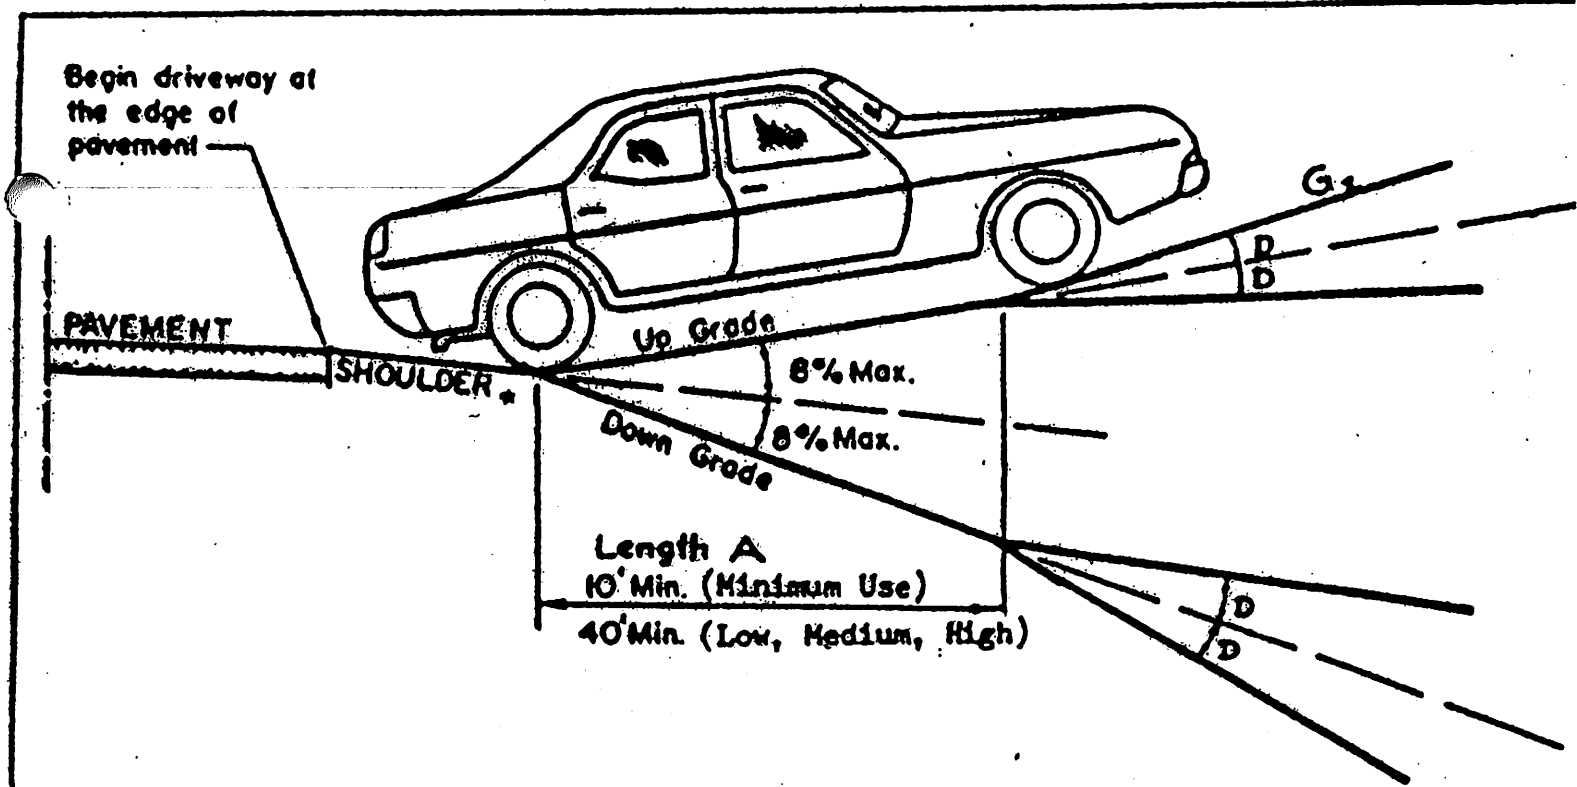 Begin driveway at
the edge of
pavement
PAVEMENT
SHOULDER *
Up Grade
8% Max.
8% Max.
Down Grade
G₂
D
D
Length A
10' Min. (Minimum Use)
40' Min. (Low, Medium, High)
D
D